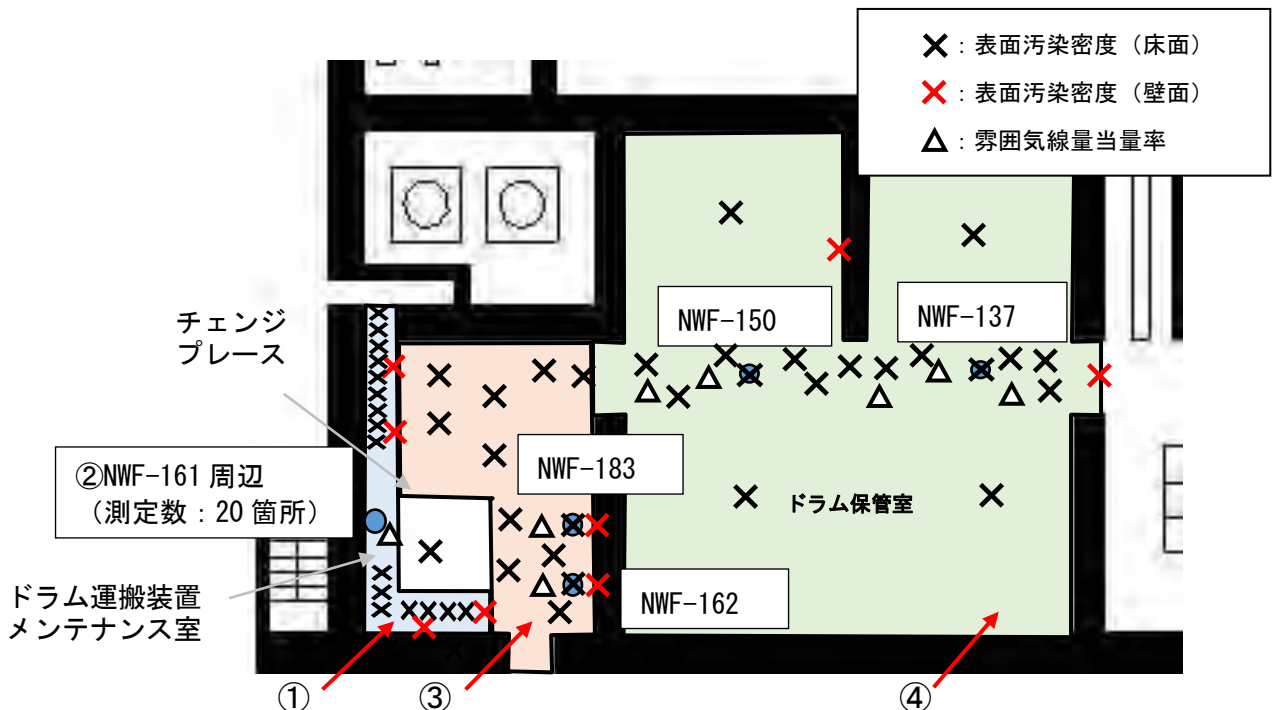 ×：表面汚染密度（床面）
×：表面汚染密度（壁面）
△：雰囲気線量当量率
チェンジ
プレース
NWF-150
NWF-137
②NWF-161 周辺
（測定数：20 箇所）
NWF-183
ドラム保管室
ドラム運搬装置
メンテナンス室
NWF-162
①
③
④